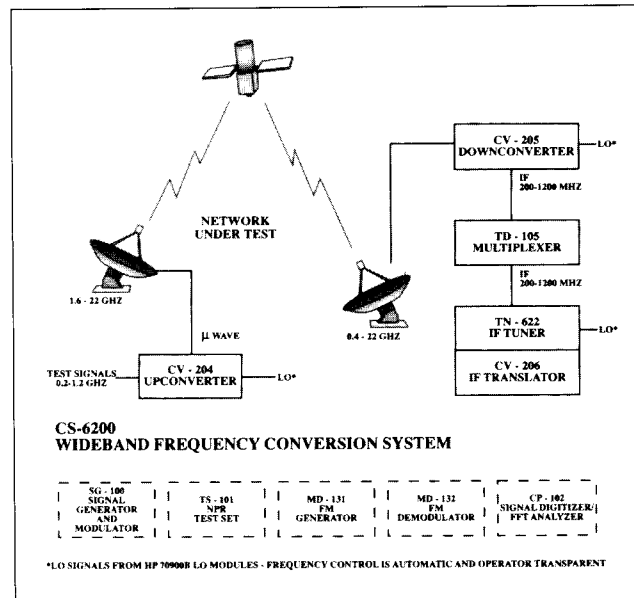 CV - 205
DOWNCONVERTER
LO*
IF
200-1200 MHZ
NETWORK
UNDER TEST
TD - 105
MULTIPLEXER
IF
200-1200 MHZ
1.6 - 22 GHZ
0.4 - 22 GHZ
TN - 622
IF TUNER
LO*
μ WAVE
CV - 206
IF TRANSLATOR
TEST SIGNALS
0.2-1.2 GHZ
CV - 204
UPCONVERTER
LO*
CS-6200
WIDEBAND FREQUENCY CONVERSION SYSTEM
SG - 100
SIGNAL
GENERATOR
AND
MODULATOR
TS - 101
NPR
TEST SET
MD - 131
FM
GENERATOR
MD - 132
FM
DEMODULATOR
CP - 102
SIGNAL DIGITIZER/
FFT ANALYZER
*LO SIGNALS FROM HP 70900B LO MODULES - FREQUENCY CONTROL IS AUTOMATIC AND OPERATOR TRANSPARENT